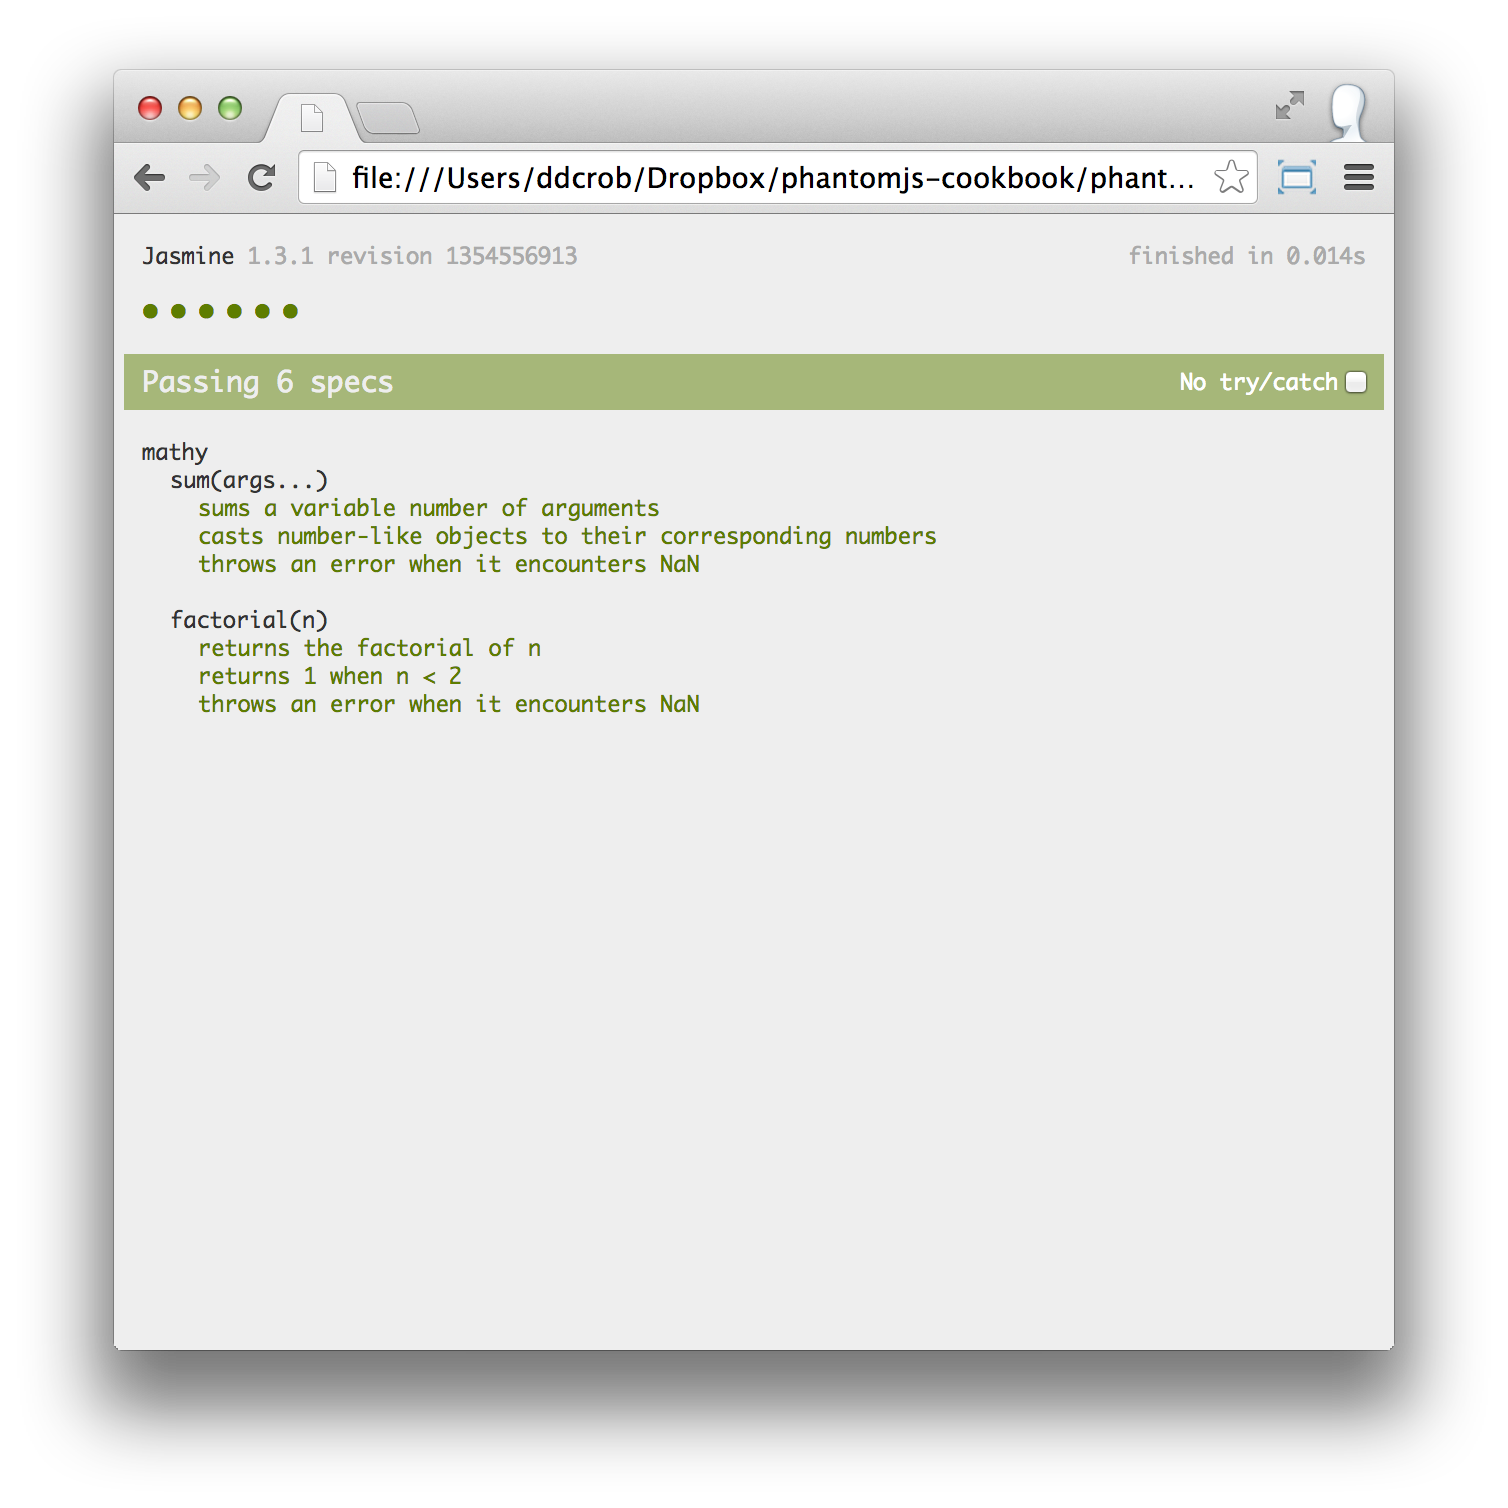 file:///Users/ddcrob/Dropbox/phantomjs-cookbook/phant...
Jasmine 1.3.1 revision 1354556913
finished in 0.014s
Passing 6 specs
No try/catch
mathy
sum(args...)
sums a variable number of arguments
casts number-like objects to their corresponding numbers
throws an error when it encounters NaN
factorial(n)
returns the factorial of n
returns 1 when n < 2
throws an error when it encounters NaN